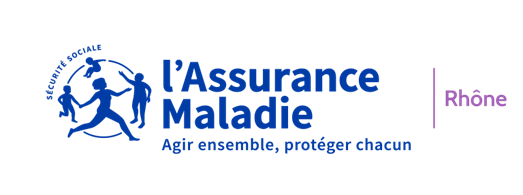 SÉCURITÉ SOCIALE
l'Assurance
Maladie
Agir ensemble, protéger chacun
Rhône